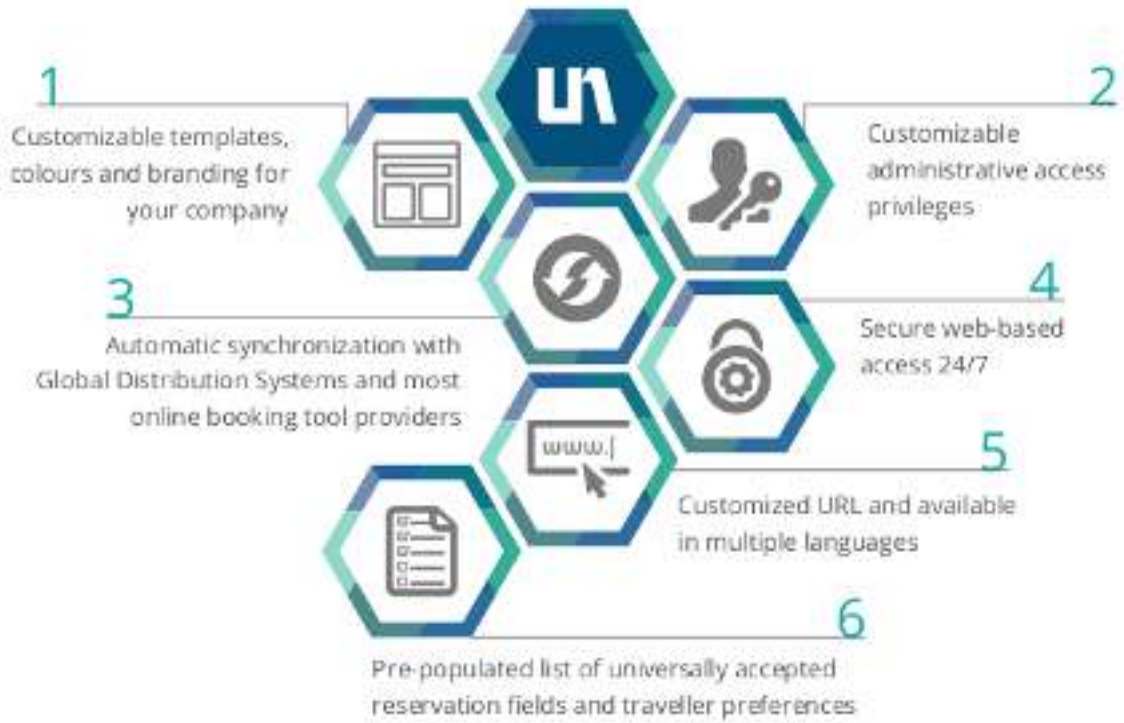 un
1
Customizable templates,
colours and branding for
your company
2
Customizable
administrative access
privileges
3
Automatic synchronization with
Global Distribution Systems and most
online booking tool providers
4
Secure web-based
access 24/7
www.|
5
Customized URL and available
in multiple languages
6
Pre-populated list of universally accepted
reservation fields and traveller preferences